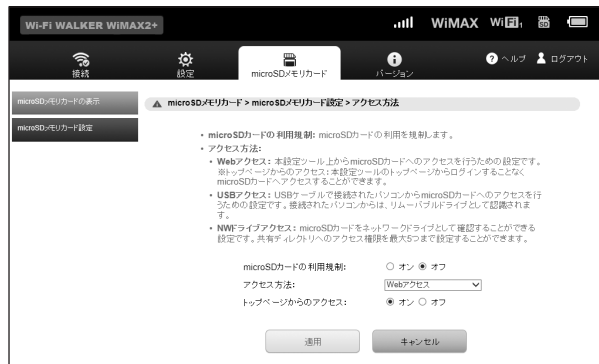 Wi-Fi WALKER WiMAX2+
WiMAX WiFi1 SD
接続
設定
microSDメモリカード
バージョン
? ヘルプ ログアウト
microSDメモリカードの表示
microSDメモリカード設定
microSDメモリカード > microSDメモリカード設定 > アクセス方法
• microSDカードの利用規制: microSDカードの利用を規制します。
• アクセス方法:
• Webアクセス: 本設定ツール上からmicroSDカードへのアクセスを行うための設定です。
※トップページからのアクセス: 本設定ツールのトップページからログインすることなく
microSDカードへアクセスすることができます。
• USBアクセス: USBケーブルで接続されたパソコンからmicroSDカードへのアクセスを行
うための設定です。接続されたパソコンからは、リムーバブルドライブとして認識されま
す。
• NWドライブアクセス: microSDカードをネットワークドライブとして確認することができる
設定です。共有ディレクトリへのアクセス権限を最大5つまで設定することができます。
microSDカードの利用規制: オン オフ
アクセス方法: Webアクセス
トップページからのアクセス: オン オフ
適用 キャンセル